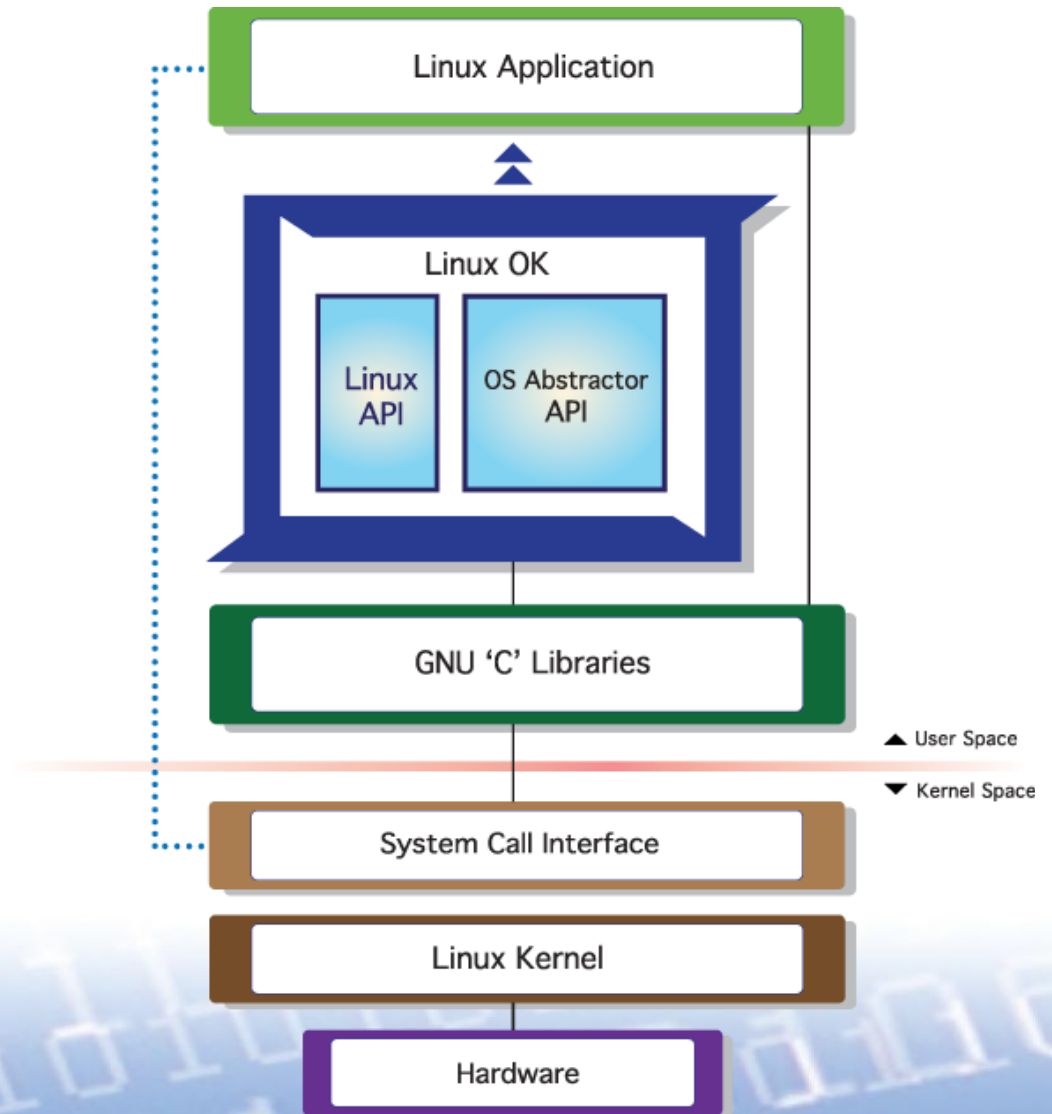 Linux Application
Linux OK
Linux
API
OS Abstractor
API
GNU ‘C’ Libraries
▲ User Space
▼ Kernel Space
System Call Interface
Linux Kernel
Hardware